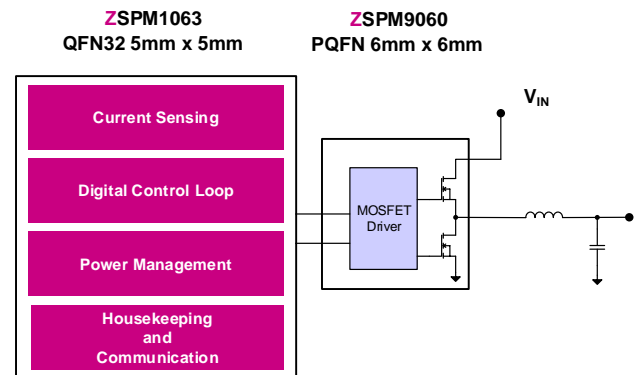 ZSPM1063
QFN32 5mm x 5mm
ZSPM9060
PQFN 6mm x 6mm
Current Sensing
Digital Control Loop
Power Management
Housekeeping
and
Communication
MOSFET
Driver
VIN